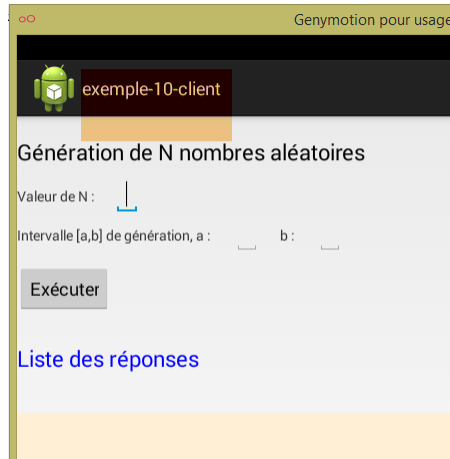 Genymotion pour usage
exemple-10-client
Génération de N nombres aléatoires
Valeur de N :
Intervalle [a,b] de génération, a : b :
Exécuter
Liste des réponses